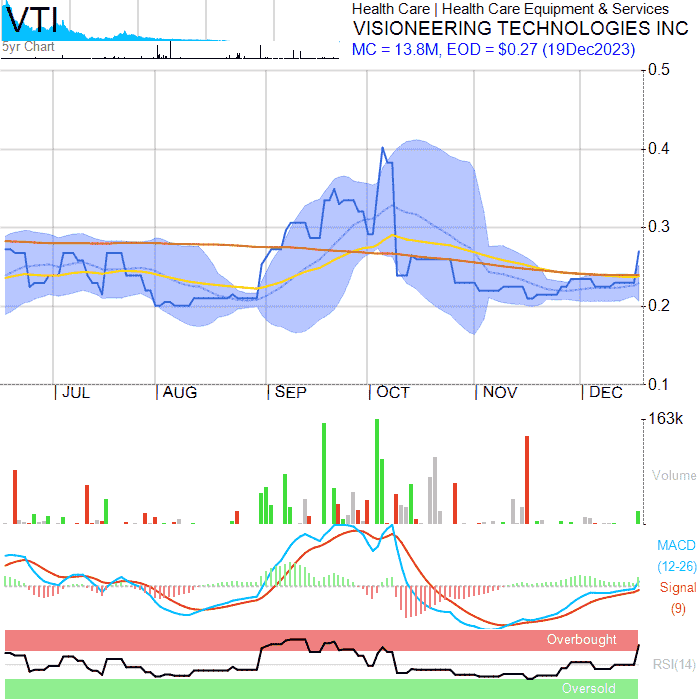 VTI
5yr Chart
Health Care | Health Care Equipment & Services
VISIONEERING TECHNOLOGIES INC
MC = 13.8M, EOD = $0.27 (19Dec2023)
0.5
0.4
0.3
0.2
0.1
JUL
AUG
SEP
OCT
NOV
DEC
163k
Volume
MACD
(12-26)
Signal
(9)
Overbought
RSI(14)
Oversold